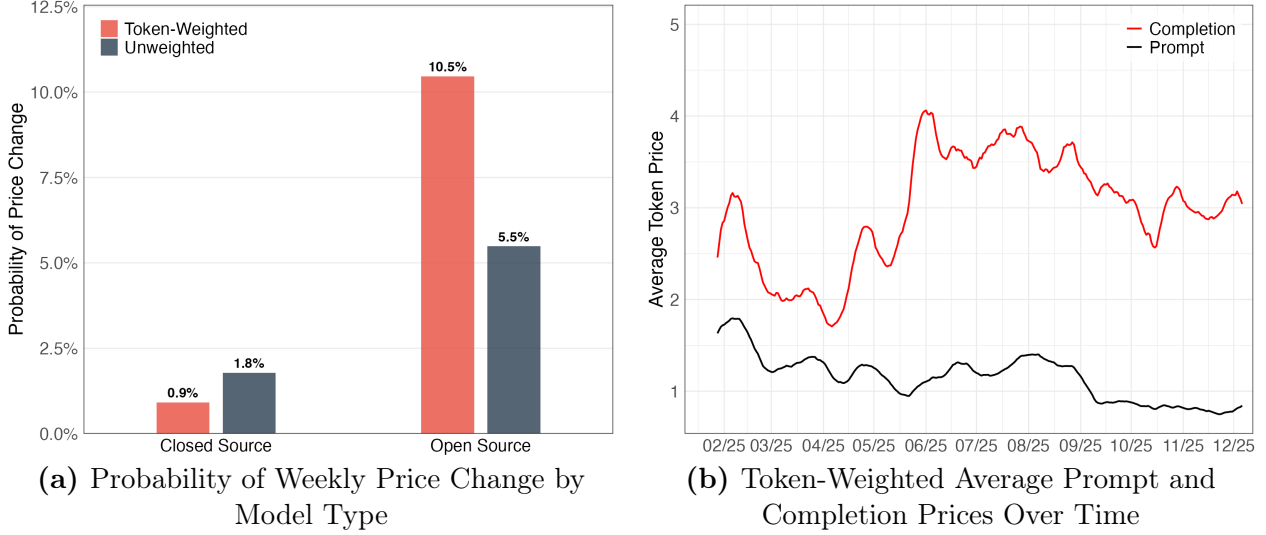 12.5%
10.0%
7.5%
5.0%
2.5%
0.0%
Probability of Price Change
Token-Weighted
Unweighted
0.9%
1.8%
10.5%
5.5%
Closed Source
Open Source
(a) Probability of Weekly Price Change by
Model Type
5
4
3
2
1
Average Token Price
Completion
Prompt
02/25 03/25 04/25 05/25 06/25 07/25 08/25 09/25 10/25 11/25 12/25
(b) Token-Weighted Average Prompt and
Completion Prices Over Time